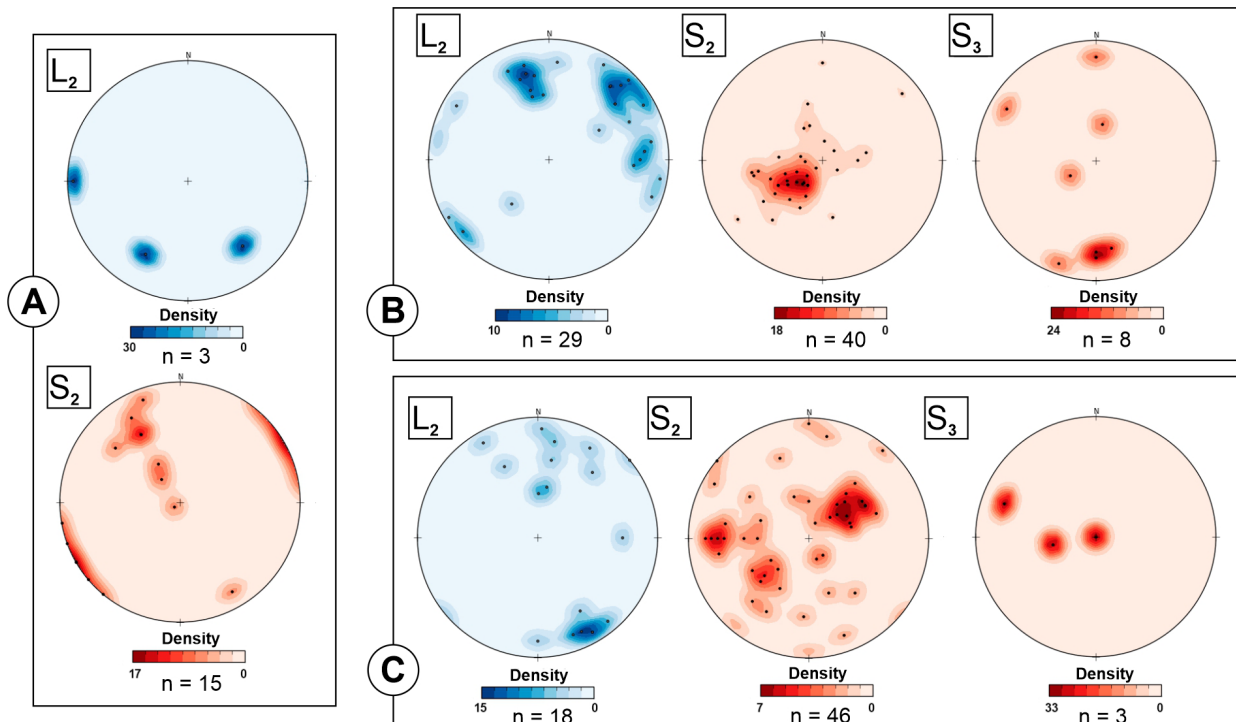 A
L2
N
Density
30 0
n = 3
S2
N
Density
17 0
n = 15
B
L2
N
Density
10 0
n = 29
S2
N
Density
18 0
n = 40
S3
N
Density
24 0
n = 8
C
L2
N
Density
15 0
n = 18
S2
N
Density
7 0
n = 46
S3
N
Density
33 0
n = 3